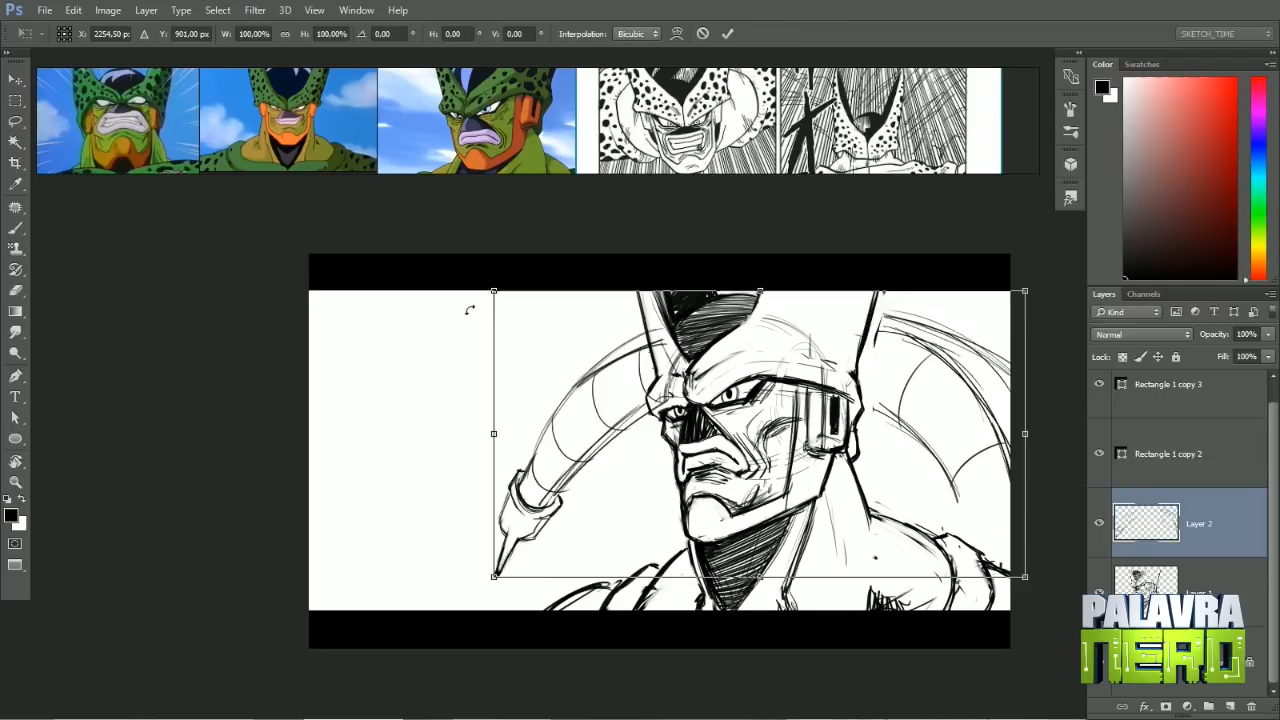 Ps File Edit Image Layer Type Select Filter 3D View Window Help
X: 2254,50 px Y: 901,00 px W: 100,00% H: 100,00% 0,00 ° H: 0,00 ° V: 0,00 ° Interpolation: Bicubic SKETCH_TIME
Color Swatches
Layers Channels
Kind
Normal Opacity: 100%
Lock: Fill: 100%
Rectangle 1 copy 3
Rectangle 1 copy 2
Layer 2
PALAVRA
NERD